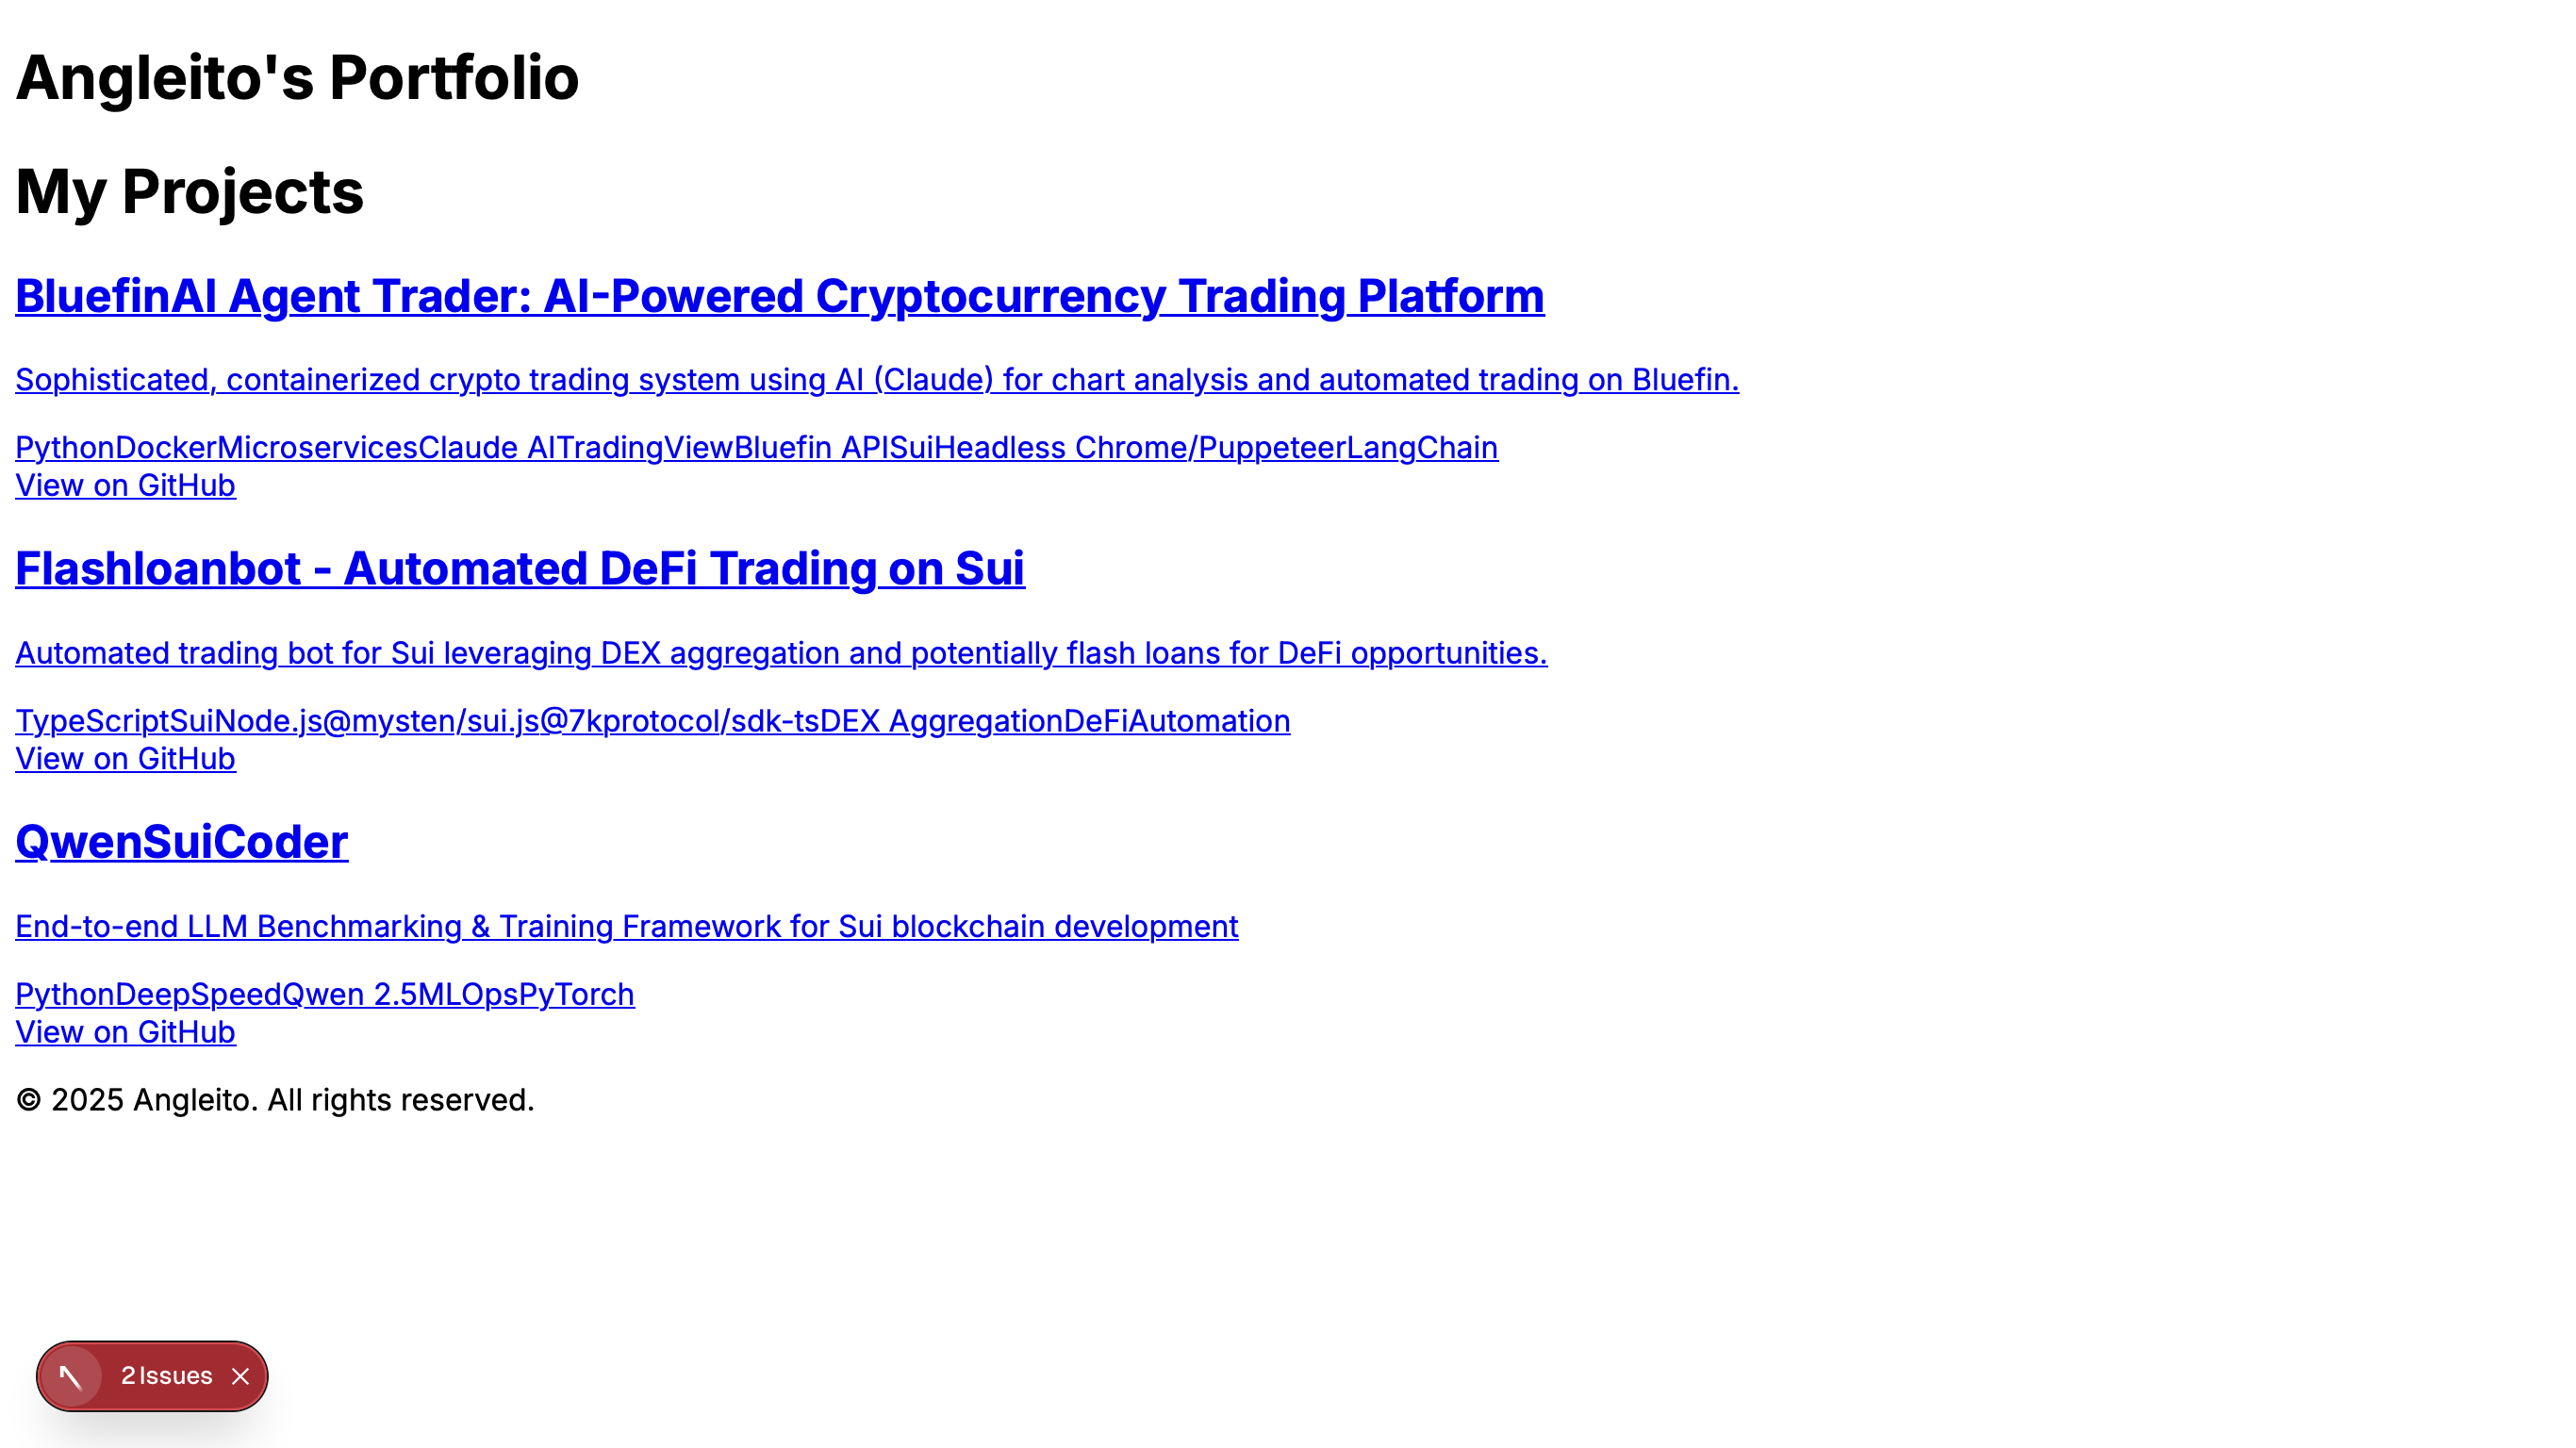 Angleito's Portfolio
My Projects
BluefinAI Agent Trader: AI-Powered Cryptocurrency Trading Platform
Sophisticated, containerized crypto trading system using AI (Claude) for chart analysis and automated trading on Bluefin.
PythonDockerMicroservicesClaude AITradingViewBluefin APISuiHeadless Chrome/PuppeteerLangChain
View on GitHub
Flashloanbot - Automated DeFi Trading on Sui
Automated trading bot for Sui leveraging DEX aggregation and potentially flash loans for DeFi opportunities.
TypeScriptSuiNode.js@mysten/sui.js@7kprotocol/sdk-tsDEX AggregationDeFiAutomation
View on GitHub
QwenSuiCoder
End-to-end LLM Benchmarking & Training Framework for Sui blockchain development
PythonDeepSpeedQwen 2.5MLOpsPyTorch
View on GitHub
© 2025 Angleito. All rights reserved.
2 Issues